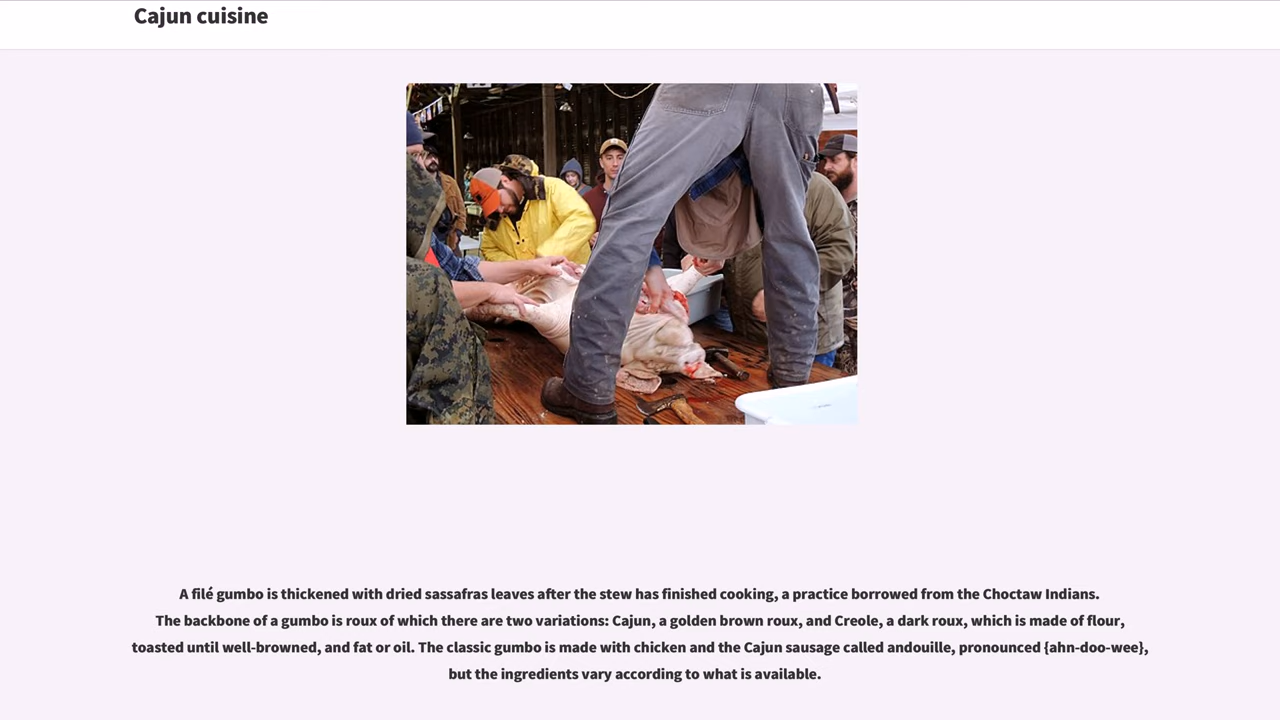 Cajun cuisine
A filé gumbo is thickened with dried sassafras leaves after the stew has finished cooking, a practice borrowed from the Choctaw Indians.
The backbone of a gumbo is roux of which there are two variations: Cajun, a golden brown roux, and Creole, a dark roux, which is made of flour,
toasted until well-browned, and fat or oil. The classic gumbo is made with chicken and the Cajun sausage called andouille, pronounced {ahn-doo-wee},
but the ingredients vary according to what is available.